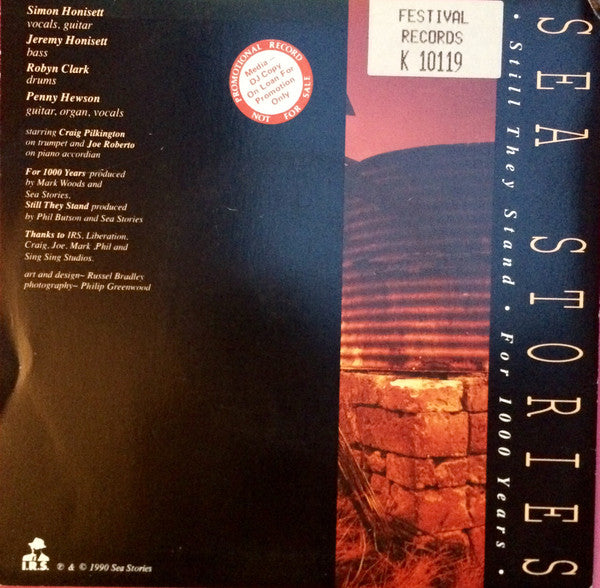 Simon Honisett
vocals, guitar
Jeremy Honisett
bass
Robyn Clark
drums
Penny Hewson
guitar, organ, vocals
starring Craig Pilkington
on trumpet and Joe Roberto
on piano accordian
For 1000 Years produced
by Mark Woods and
Sea Stories,
Still They Stand produced
by Phil Butson and Sea Stories
Thanks to IRS, Liberation,
Craig, Joe, Mark ,Phil and
Sing Sing Studios.
art and design~ Russel Bradley
photography~ Philip Greenwood
I.R.S. ℗ & © 1990 Sea Stories
PROMOTIONAL RECORD
Media—
DJ Copy
On Loan For
Promotion
Only
NOT FOR SALE
FESTIVAL
RECORDS
K 10119
SEA STORIES
• Still They Stand • For 1000 Years •